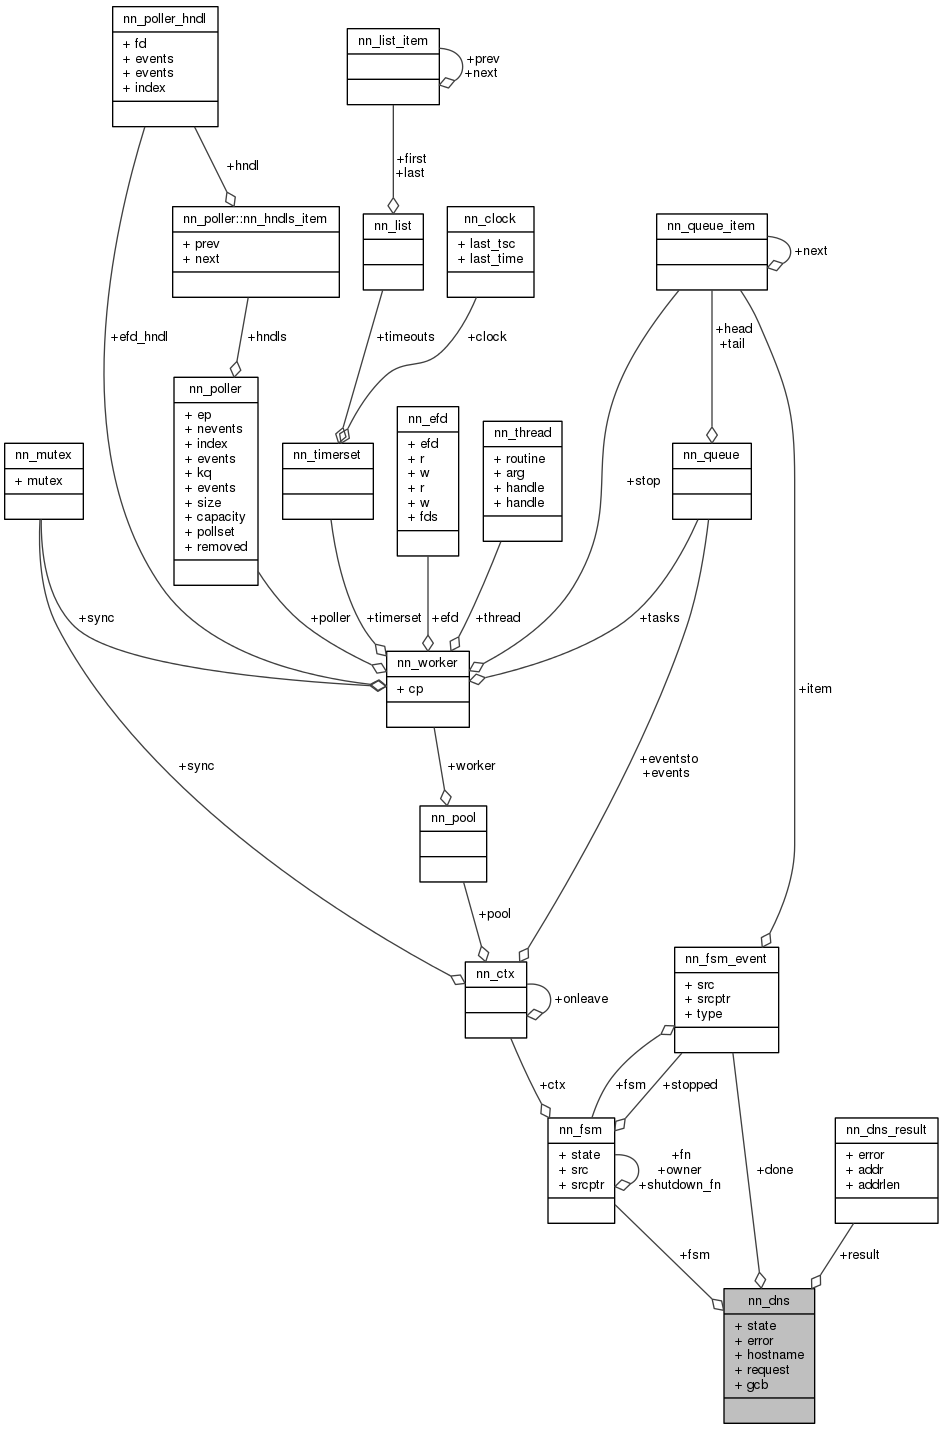 nn_poller_hndl
+ fd
+ events
+ events
+ index
nn_list_item
+prev
+next
+hndl
+first
+last
nn_poller::nn_hndls_item
+ prev
+ next
nn_list
nn_clock
+ last_tsc
+ last_time
nn_queue_item
+next
+efd_hndl
+hndls
+timeouts
+clock
+head
+tail
nn_poller
+ ep
+ nevents
+ index
+ events
+ kq
+ events
+ size
+ capacity
+ pollset
+ removed
nn_mutex
+ mutex
nn_timerset
nn_efd
+ efd
+ r
+ w
+ r
+ w
+ fds
nn_thread
+ routine
+ arg
+ handle
+ handle
nn_queue
+stop
+sync
+poller
+timerset
+efd
+thread
+tasks
nn_worker
+ cp
+item
+sync
+worker
+eventsto
+events
nn_pool
+pool
nn_ctx
+onleave
nn_fsm_event
+ src
+ srcptr
+ type
+ctx
+fsm
+stopped
nn_fsm
+ state
+ src
+ srcptr
+fn
+owner
+shutdown_fn
+done
nn_dns_result
+ error
+ addr
+ addrlen
+fsm
+result
nn_dns
+ state
+ error
+ hostname
+ request
+ gcb